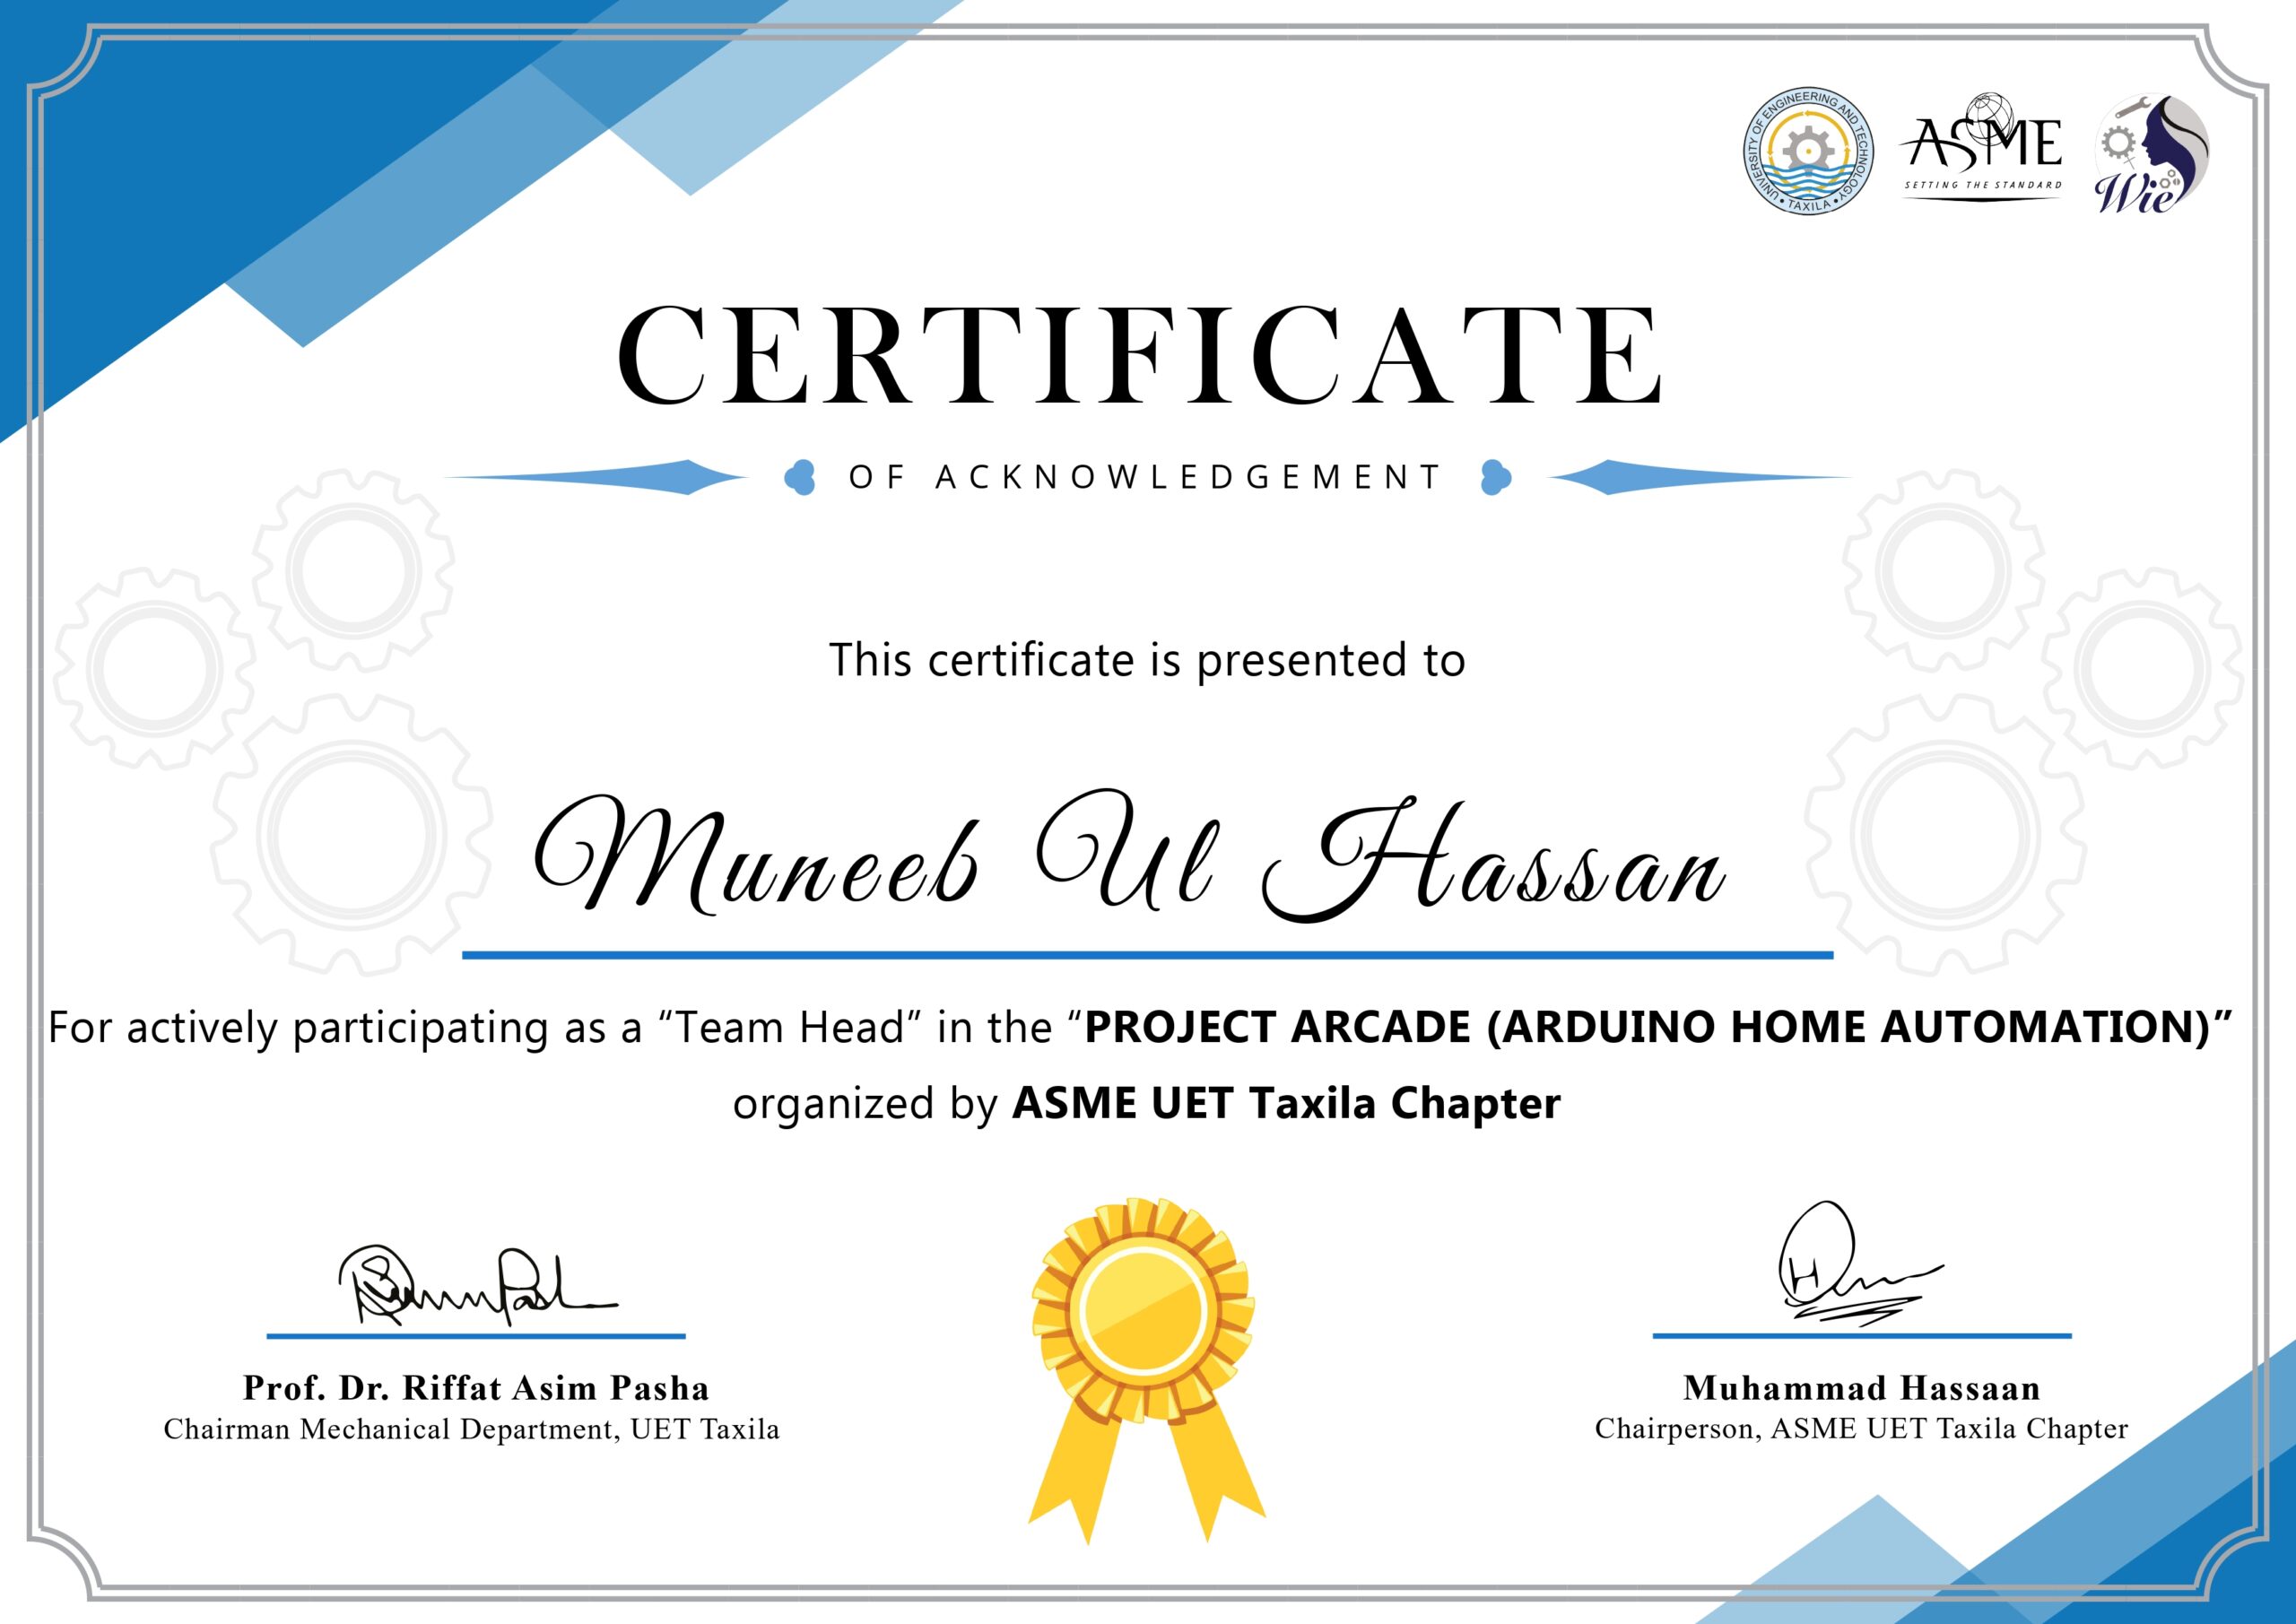 UNIVERSITY OF ENGINEERING AND TECHNOLOGY
• TAXILA •
ASME
SETTING THE STANDARD
Wie
CERTIFICATE
OF ACKNOWLEDGEMENT
This certificate is presented to
Muneeb Ul Hassan
For actively participating as a “Team Head” in the “PROJECT ARCADE (ARDUINO HOME AUTOMATION)”
organized by ASME UET Taxila Chapter
Prof. Dr. Riffat Asim Pasha
Chairman Mechanical Department, UET Taxila
Muhammad Hassaan
Chairperson, ASME UET Taxila Chapter